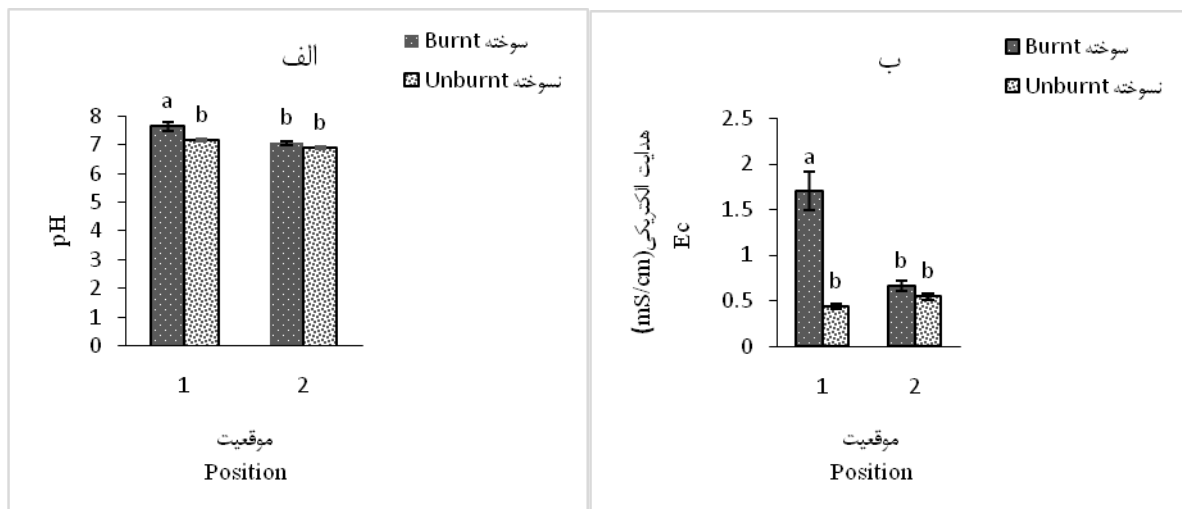 الف
سوخته Burnt
نسوخته Unburnt
a
b
b
b
8
7
6
5
4
3
2
1
0
pH
1
2
موقعیت
Position
ب
سوخته Burnt
نسوخته Unburnt
هدایت الکتریکی(mS/cm)
Ec
2.5
2
1.5
1
0.5
0
a
b
b
b
1
2
موقعیت
Position